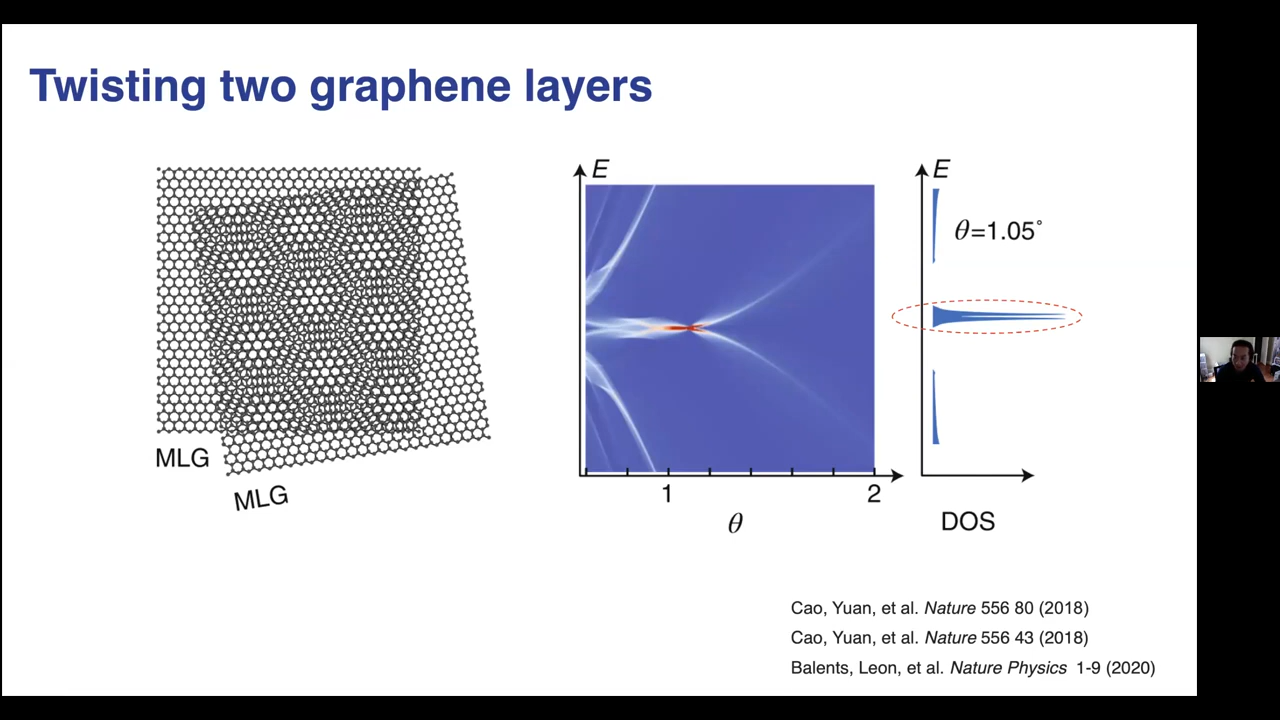 Twisting two graphene layers
MLG
MLG
E
1
2
θ
E
θ=1.05°
DOS
Cao, Yuan, et al. Nature 556 80 (2018)
Cao, Yuan, et al. Nature 556 43 (2018)
Balents, Leon, et al. Nature Physics 1-9 (2020)